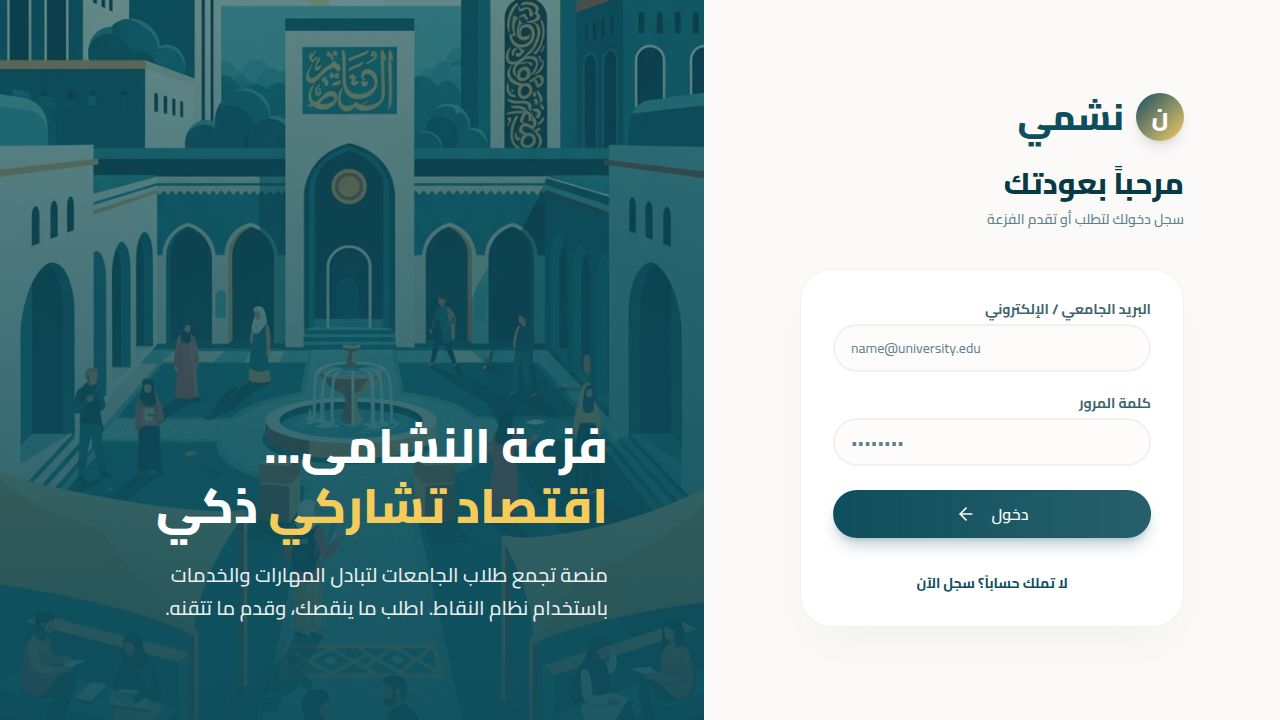 ن
نشمي
مرحباً بعودتك
سجل دخولك لتطلب أو تقدم الفزعة
البريد الجامعي / الإلكتروني
name@university.edu
كلمة المرور
••••••••
دخول
لا تملك حساباً؟ سجل الآن
فزعة النشامى...
اقتصاد تشاركي ذكي
منصة تجمع طلاب الجامعات لتبادل المهارات والخدمات
باستخدام نظام النقاط. اطلب ما ينقصك، وقدم ما تتقنه.